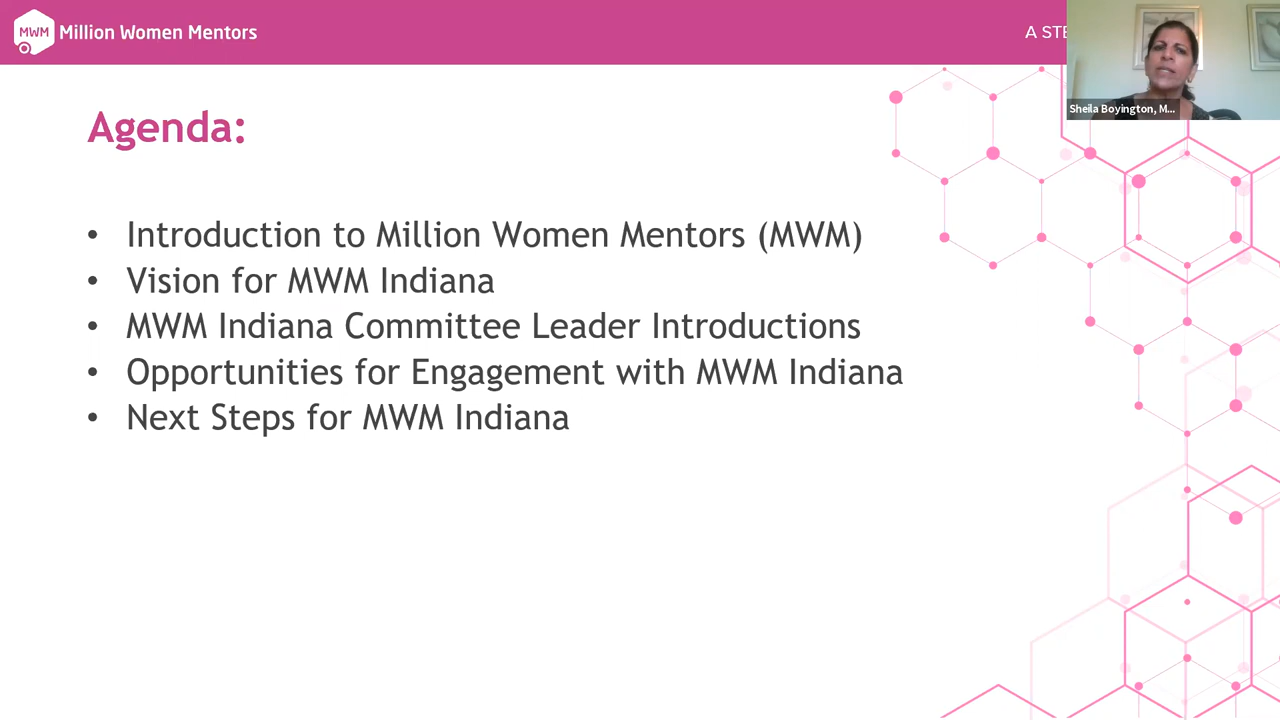 MWM Million Women Mentors
A STE
Sheila Boyington, M...
Agenda:
• Introduction to Million Women Mentors (MWM)
• Vision for MWM Indiana
• MWM Indiana Committee Leader Introductions
• Opportunities for Engagement with MWM Indiana
• Next Steps for MWM Indiana